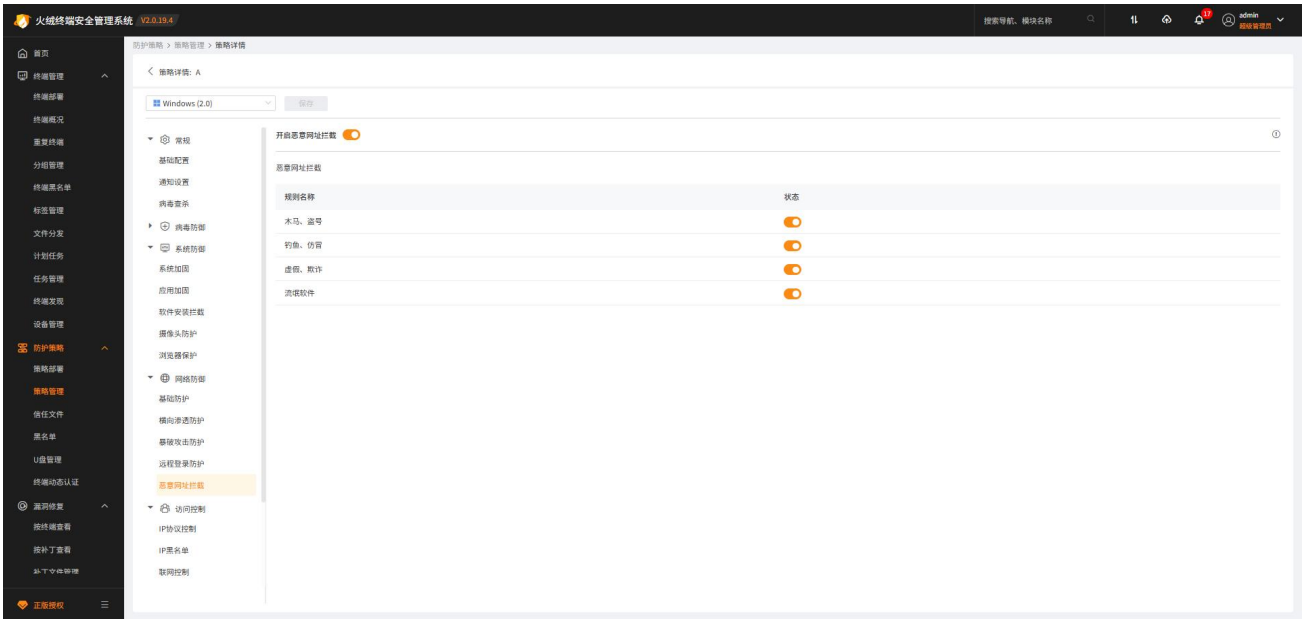 火绒终端安全管理系统 V2.0.19.4
搜索导航、模块名称
17
admin
超级管理员
首页
终端管理
终端部署
终端概况
重复终端
分组管理
终端黑名单
标签管理
文件分发
计划任务
任务管理
终端发现
设备管理
防护策略
策略部署
策略管理
信任文件
黑名单
U盘管理
终端动态认证
漏洞修复
按终端查看
按补丁查看
补丁文件管理
正版授权
防护策略 > 策略管理 > 策略详情
策略详情: A
Windows (2.0)
保存
常规
基础配置
通知设置
病毒查杀
病毒防御
系统防御
系统加固
应用加固
软件安装拦截
摄像头防护
浏览器保护
网络防御
基础防护
横向渗透防护
暴破攻击防护
远程登录防护
恶意网址拦截
访问控制
IP协议控制
IP黑名单
联网控制
开启恶意网址拦截
恶意网址拦截
规则名称 状态
木马、盗号
钓鱼、仿冒
虚假、欺诈
流氓软件